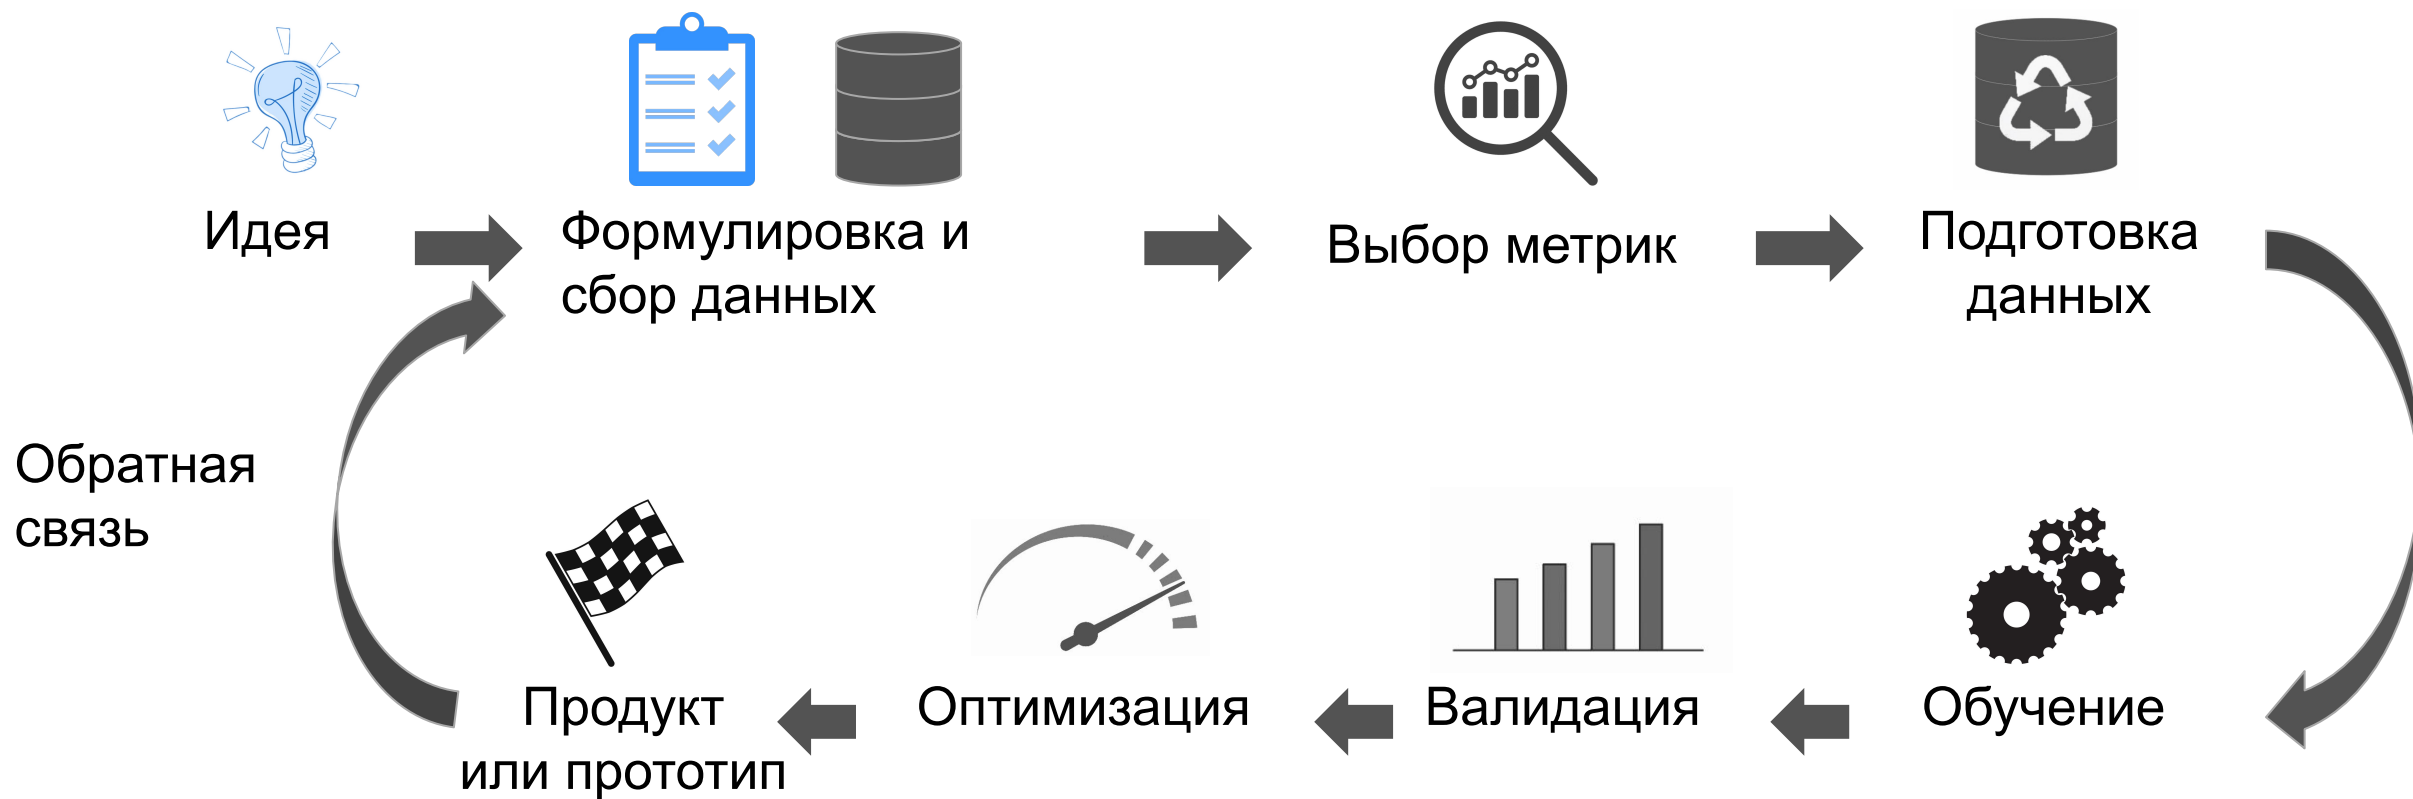 Идея
Формулировка и
сбор данных
Выбор метрик
Подготовка
данных
Обратная
связь
Продукт
или прототип
Оптимизация
Валидация
Обучение